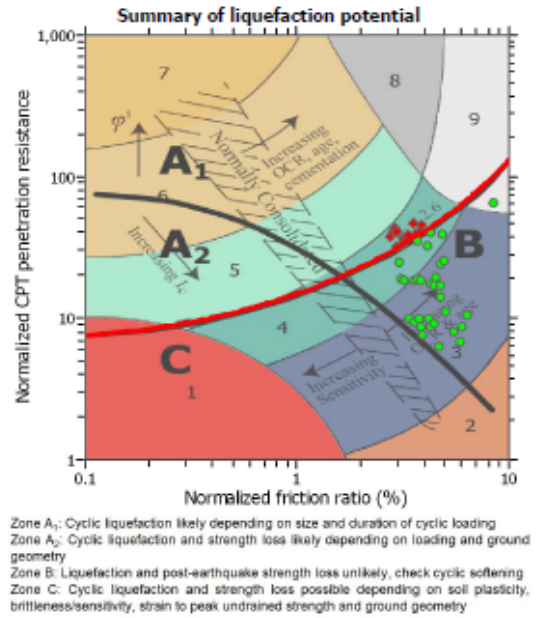 Summary of liquefaction potential
1,000
7
8
9
φ'
A₁
Increasing
OCR, age,
cementation
Normally Consolidated
100
6
A₂
Increasing Ic
5
2.6
B
10
4
C
1
Increasing
Sensitivity
3
2
1
0.1
1
10
Normalized CPT penetration resistance
Normalized friction ratio (%)
Zone A₁: Cyclic liquefaction likely depending on size and duration of cyclic loading
Zone A₂: Cyclic liquefaction and strength loss likely depending on loading and ground
geometry
Zone B: Liquefaction and post-earthquake strength loss unlikely, check cyclic softening
Zone C: Cyclic liquefaction and strength loss possible depending on soil plasticity,
brittleness/sensitivity, strain to peak undrained strength and ground geometry